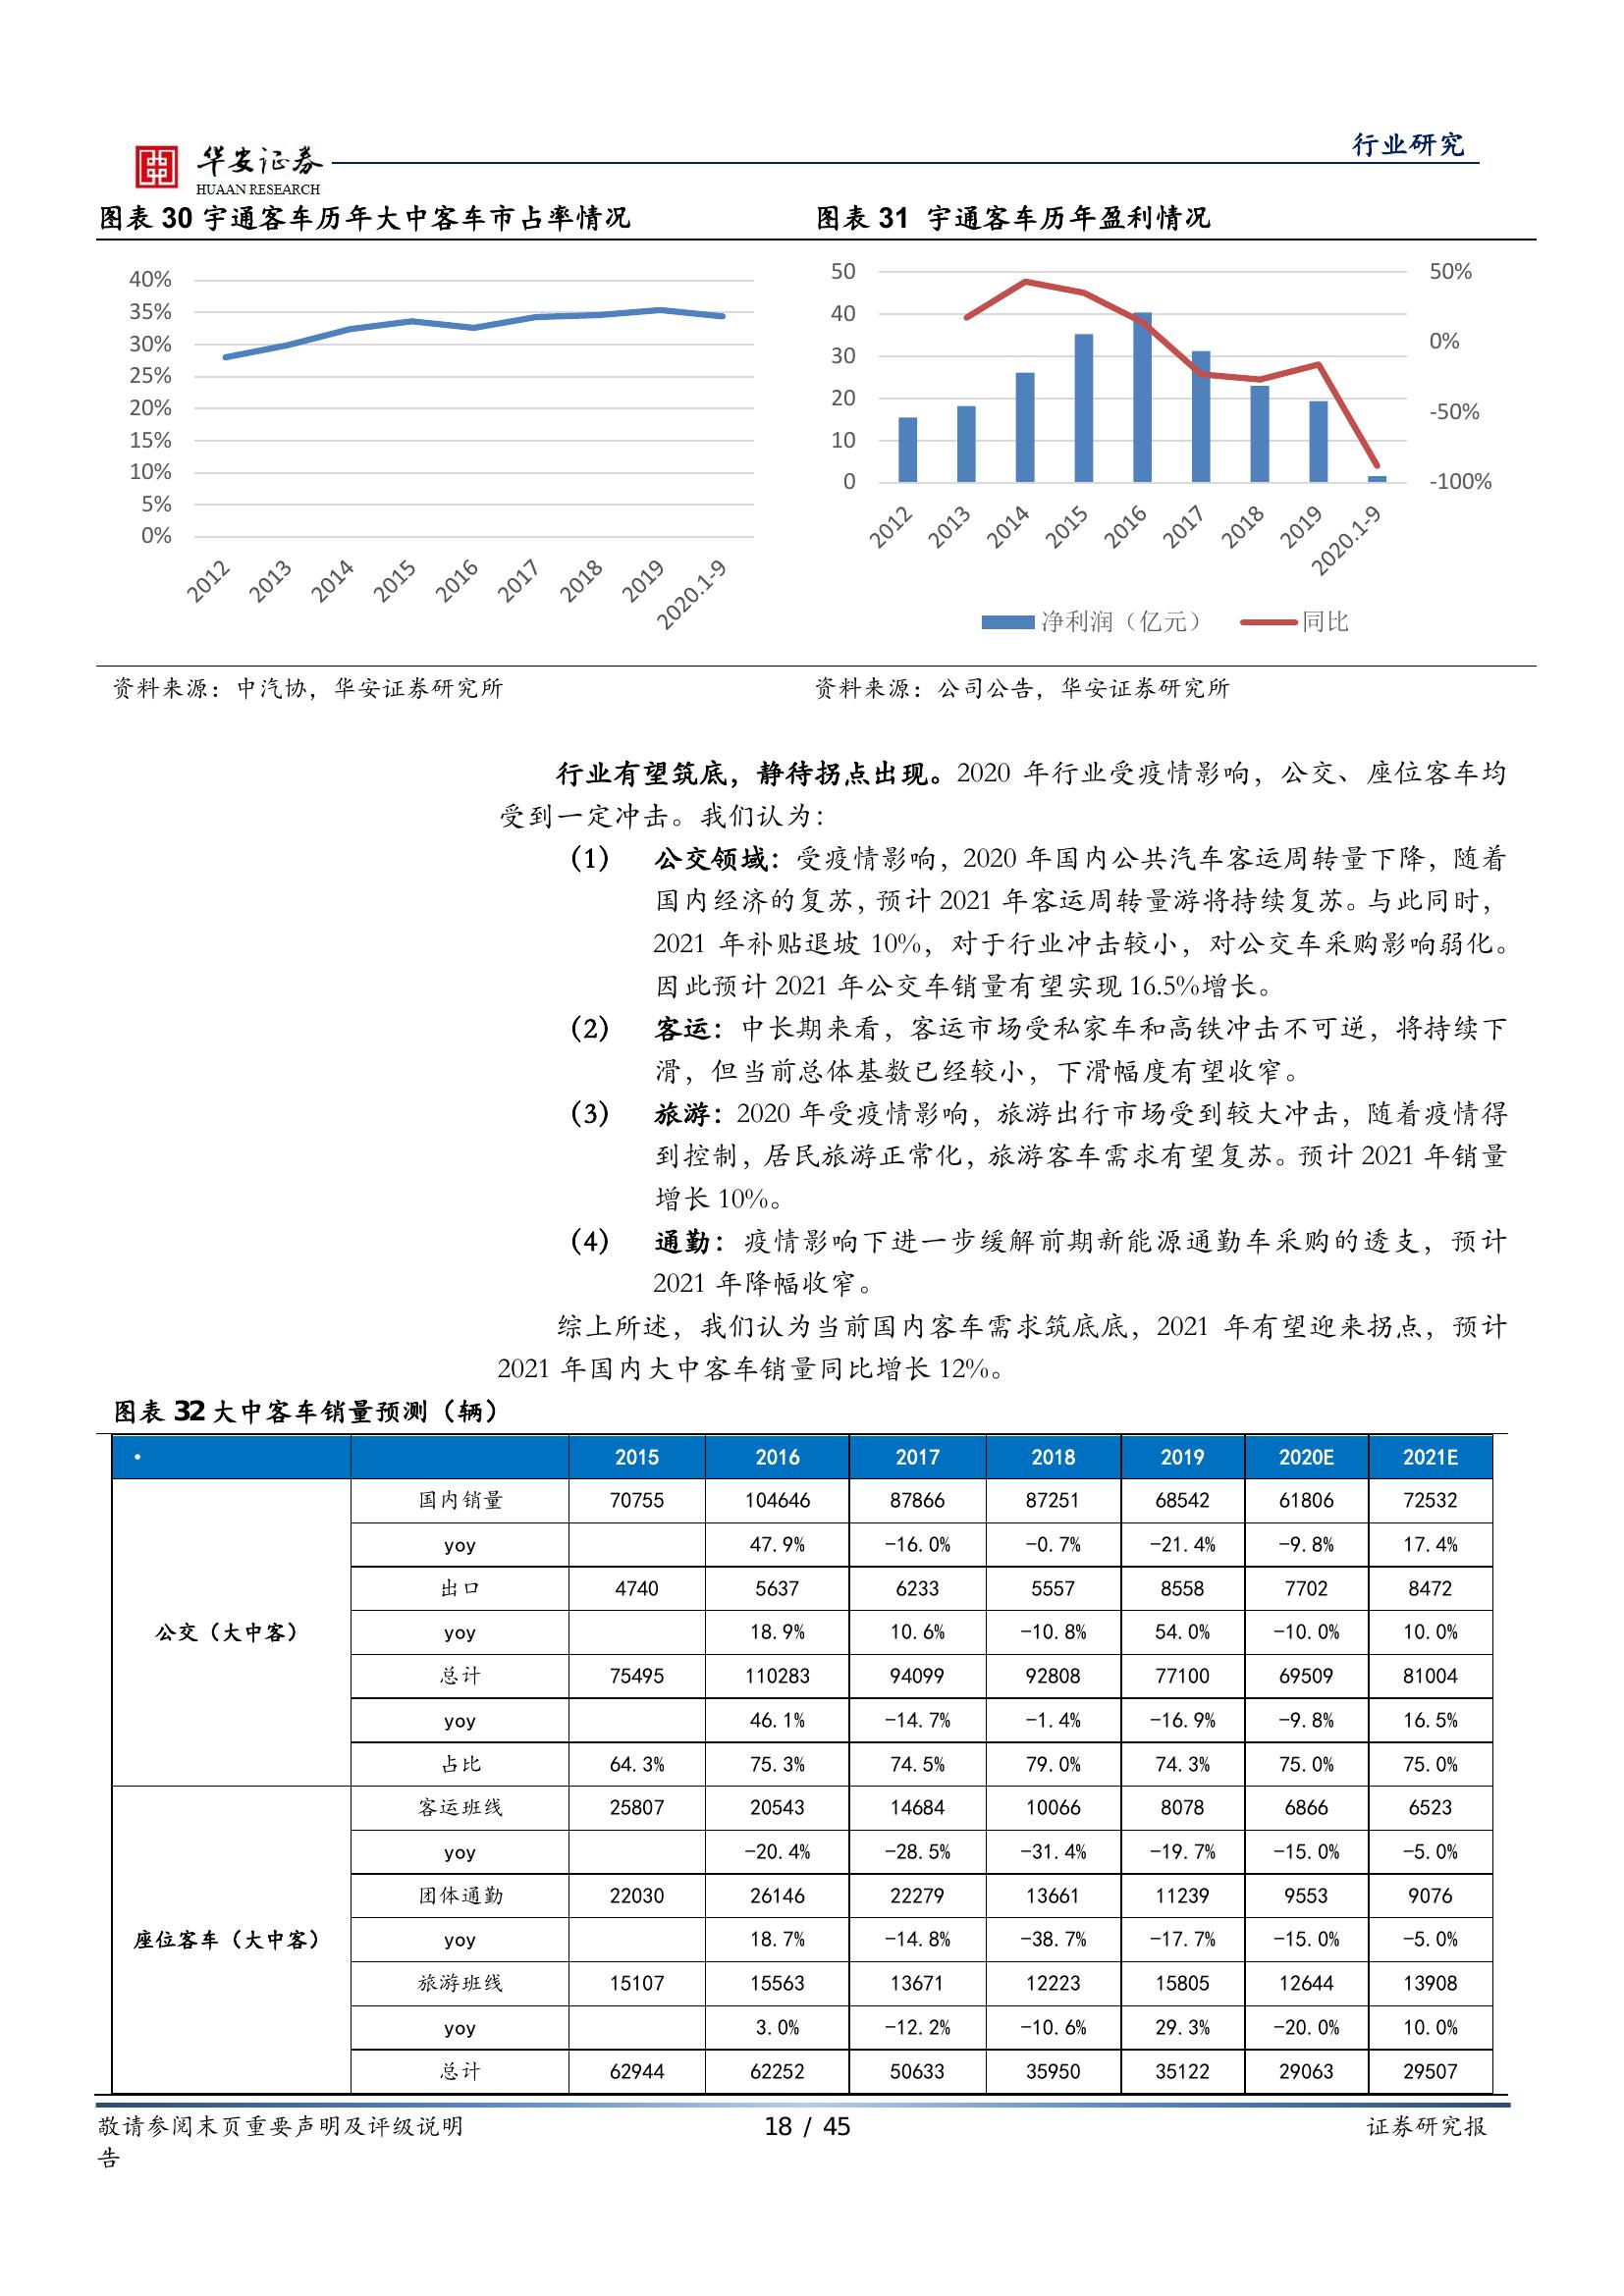 行业研究
华安证券
HUAAN RESEARCH
图表 30 宇通客车历年大中客车市占率情况
图表 31 宇通客车历年盈利情况
40%
35%
30%
25%
20%
15%
10%
5%
0%
2012 2013 2014 2015 2016 2017 2018 2019 2020.1-9
50
40
30
20
10
0
50%
0%
-50%
-100%
2012 2013 2014 2015 2016 2017 2018 2019 2020.1-9
净利润（亿元） 同比
资料来源：中汽协，华安证券研究所
资料来源：公司公告，华安证券研究所
行业有望筑底，静待拐点出现。2020 年行业受疫情影响，公交、座位客车均
受到一定冲击。我们认为：
（1） 公交领域：受疫情影响，2020 年国内公共汽车客运周转量下降，随着
国内经济的复苏，预计 2021 年客运周转量游将持续复苏。与此同时，
2021 年补贴退坡 10%，对于行业冲击较小，对公交车采购影响弱化。
因此预计 2021 年公交车销量有望实现 16.5%增长。
（2） 客运：中长期来看，客运市场受私家车和高铁冲击不可逆，将持续下
滑，但当前总体基数已经较小，下滑幅度有望收窄。
（3） 旅游：2020 年受疫情影响，旅游出行市场受到较大冲击，随着疫情得
到控制，居民旅游正常化，旅游客车需求有望复苏。预计 2021 年销量
增长 10%。
（4） 通勤：疫情影响下进一步缓解前期新能源通勤车采购的透支，预计
2021 年降幅收窄。
综上所述，我们认为当前国内客车需求筑底底，2021 年有望迎来拐点，预计
2021 年国内大中客车销量同比增长 12%。
图表 32 大中客车销量预测（辆）
• 2015 2016 2017 2018 2019 2020E 2021E
国内销量 70755 104646 87866 87251 68542 61806 72532
yoy 47.9% -16.0% -0.7% -21.4% -9.8% 17.4%
出口 4740 5637 6233 5557 8558 7702 8472
公交（大中客） yoy 18.9% 10.6% -10.8% 54.0% -10.0% 10.0%
总计 75495 110283 94099 92808 77100 69509 81004
yoy 46.1% -14.7% -1.4% -16.9% -9.8% 16.5%
占比 64.3% 75.3% 74.5% 79.0% 74.3% 75.0% 75.0%
客运班线 25807 20543 14684 10066 8078 6866 6523
yoy -20.4% -28.5% -31.4% -19.7% -15.0% -5.0%
团体通勤 22030 26146 22279 13661 11239 9553 9076
座位客车（大中客） yoy 18.7% -14.8% -38.7% -17.7% -15.0% -5.0%
旅游班线 15107 15563 13671 12223 15805 12644 13908
yoy 3.0% -12.2% -10.6% 29.3% -20.0% 10.0%
总计 62944 62252 50633 35950 35122 29063 29507
敬请参阅末页重要声明及评级说明 18 / 45 证券研究报
告